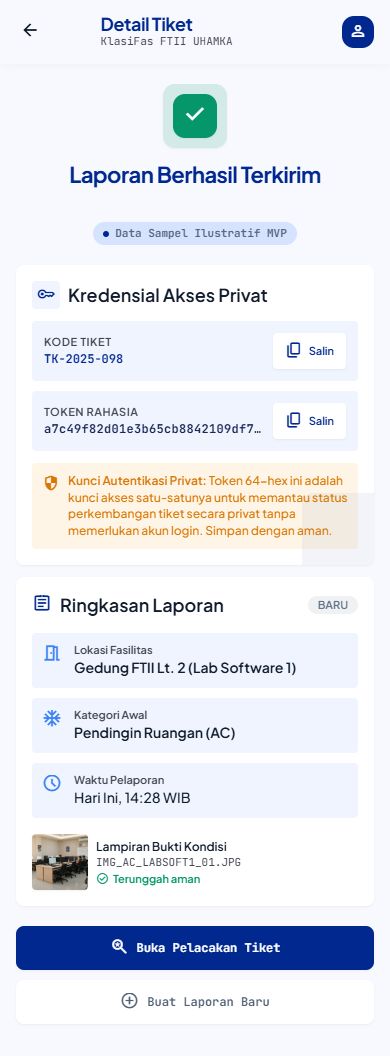 Detail Tiket
KlasiFas FTII UHAMKA
Laporan Berhasil Terkirim
Data Sampel Ilustratif MVP
Kredensial Akses Privat
KODE TIKET
TK-2025-098
Salin
TOKEN RAHASIA
a7c49f82d01e3b65cb8842109df7…
Salin
Kunci Autentikasi Privat: Token 64-hex ini adalah
kunci akses satu-satunya untuk memantau status
perkembangan tiket secara privat tanpa
memerlukan akun login. Simpan dengan aman.
Ringkasan Laporan
BARU
Lokasi Fasilitas
Gedung FTII Lt. 2 (Lab Software 1)
Kategori Awal
Pendingin Ruangan (AC)
Waktu Pelaporan
Hari Ini, 14:28 WIB
Lampiran Bukti Kondisi
IMG_AC_LABSOFT1_01.JPG
Terunggah aman
Buka Pelacakan Tiket
Buat Laporan Baru